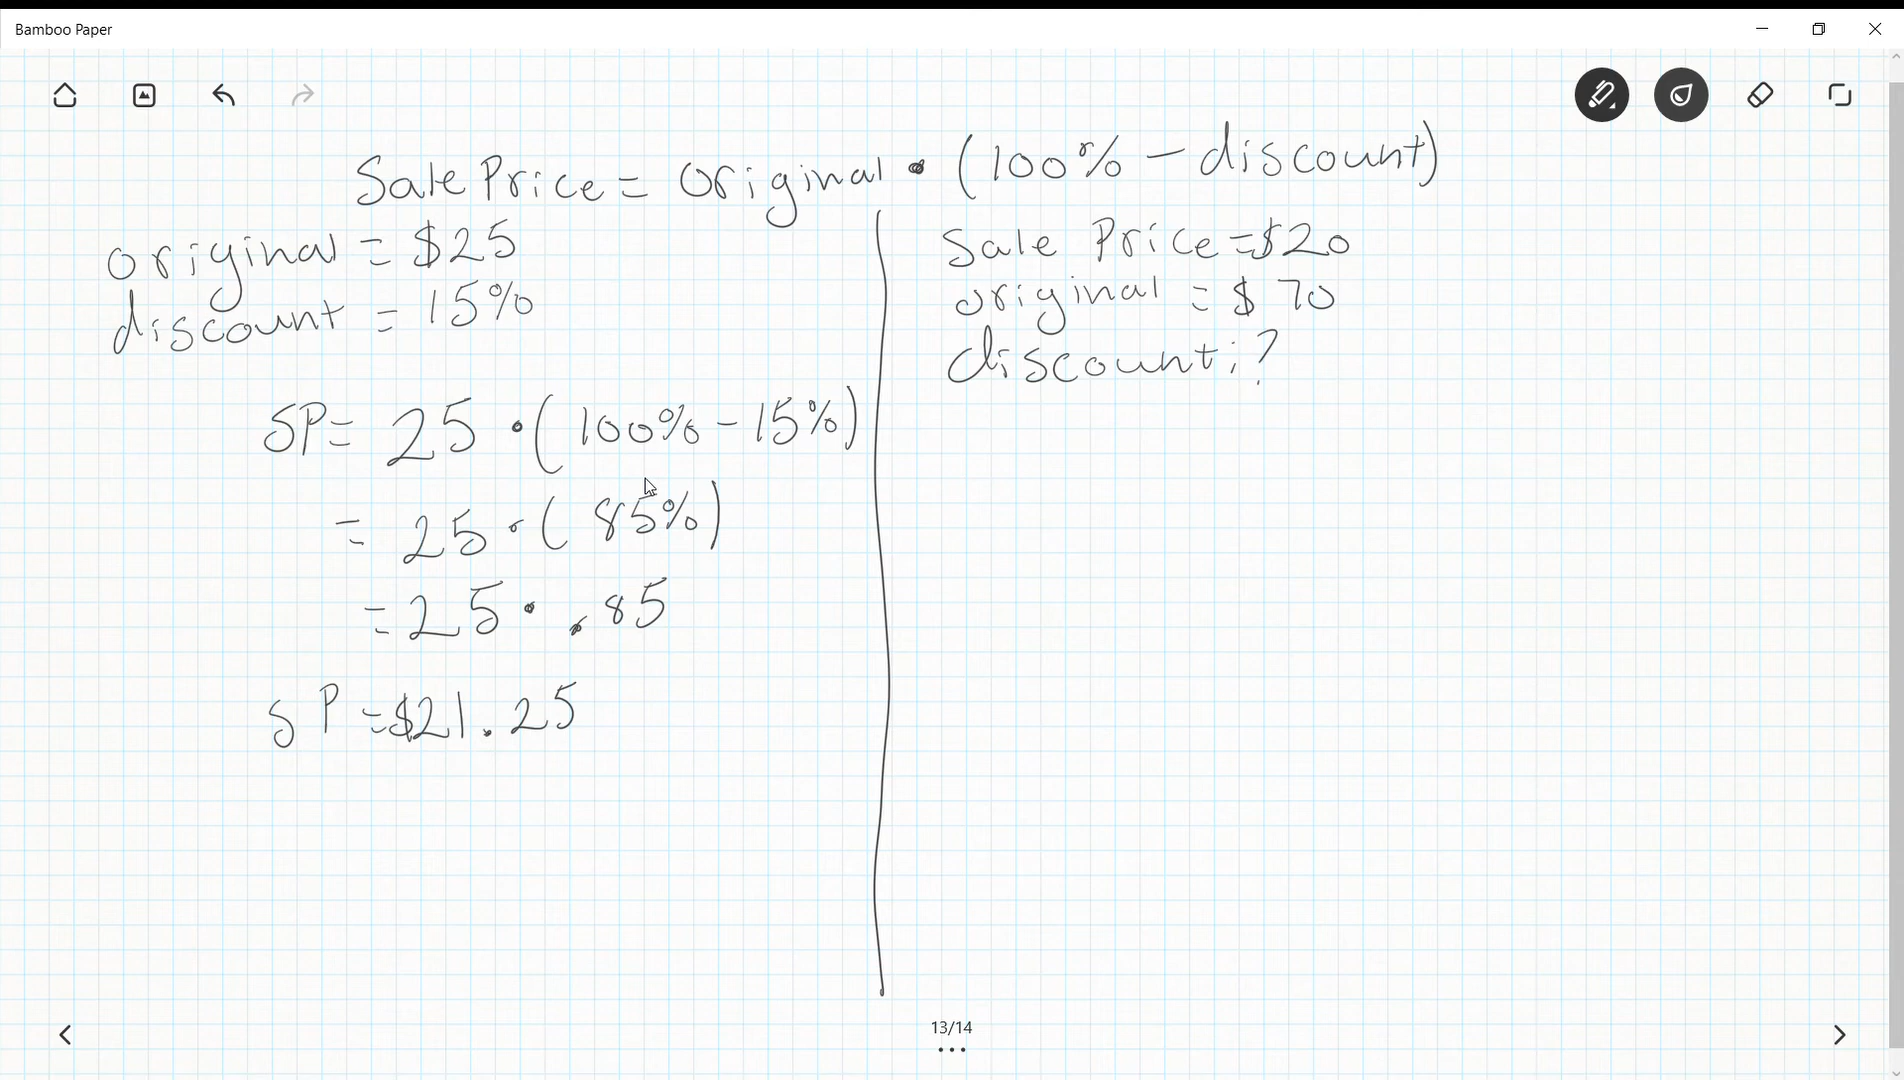 Bamboo Paper
Sale Price = Original • (100% - discount)
original = $25
discount = 15%
SP = 25 • (100% - 15%)
= 25 • (85%)
= 25 • .85
SP = $21.25
Sale Price = $20
original = $70
discount: ?
13/14